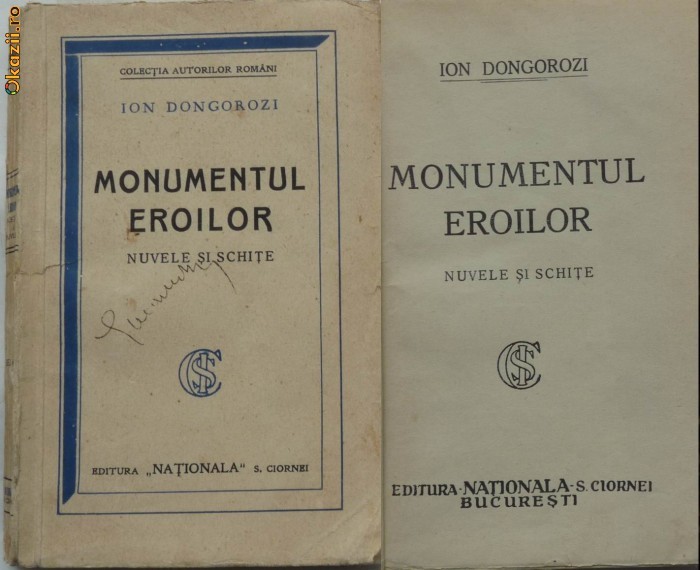 Okazii.ro
COLECȚIA AUTORILOR ROMÂNI
ION DONGOROZI
MONUMENTUL
EROILOR
NUVELE ȘI SCHIȚE
EDITURA „NAȚIONALA" S. CIORNEI
ION DONGOROZI
MONUMENTUL
EROILOR
NUVELE ȘI SCHIȚE
EDITURA-NAȚIONALA-S. CIORNEI
BUCUREȘTI